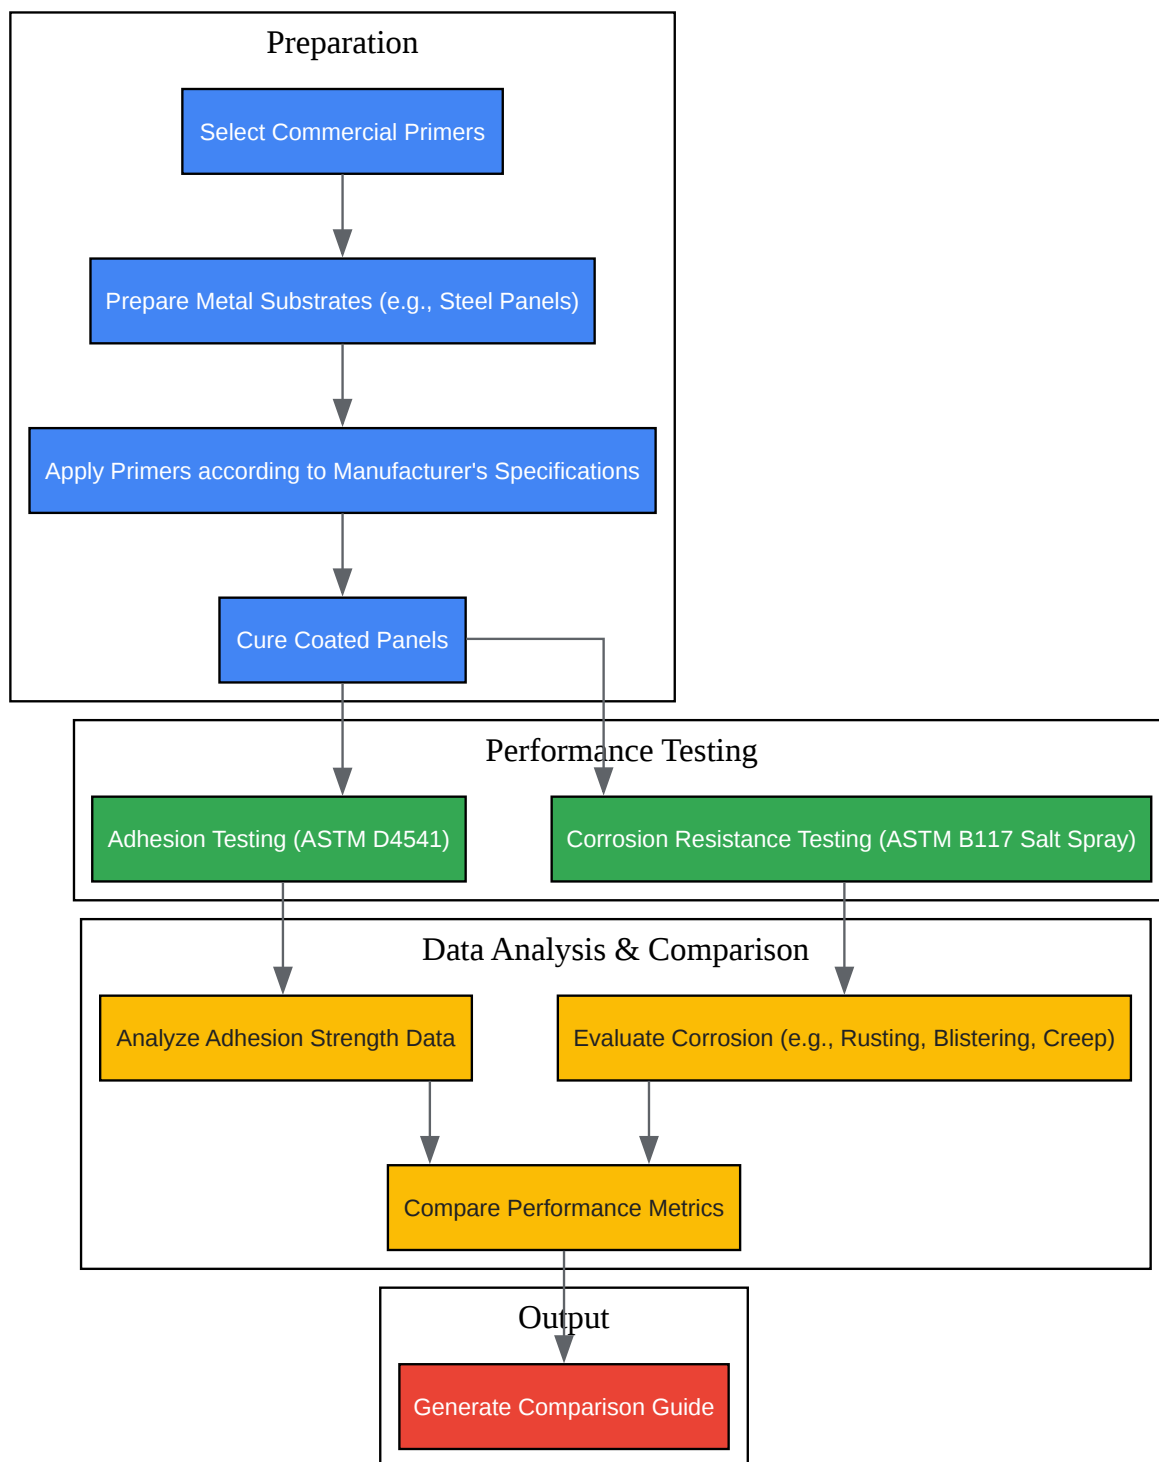 Preparation
Select Commercial Primers
Prepare Metal Substrates (e.g., Steel Panels)
Apply Primers according to Manufacturer's Specifications
Cure Coated Panels
Performance Testing
Adhesion Testing (ASTM D4541)
Corrosion Resistance Testing (ASTM B117 Salt Spray)
Data Analysis & Comparison
Analyze Adhesion Strength Data
Evaluate Corrosion (e.g., Rusting, Blistering, Creep)
Compare Performance Metrics
Output
Generate Comparison Guide